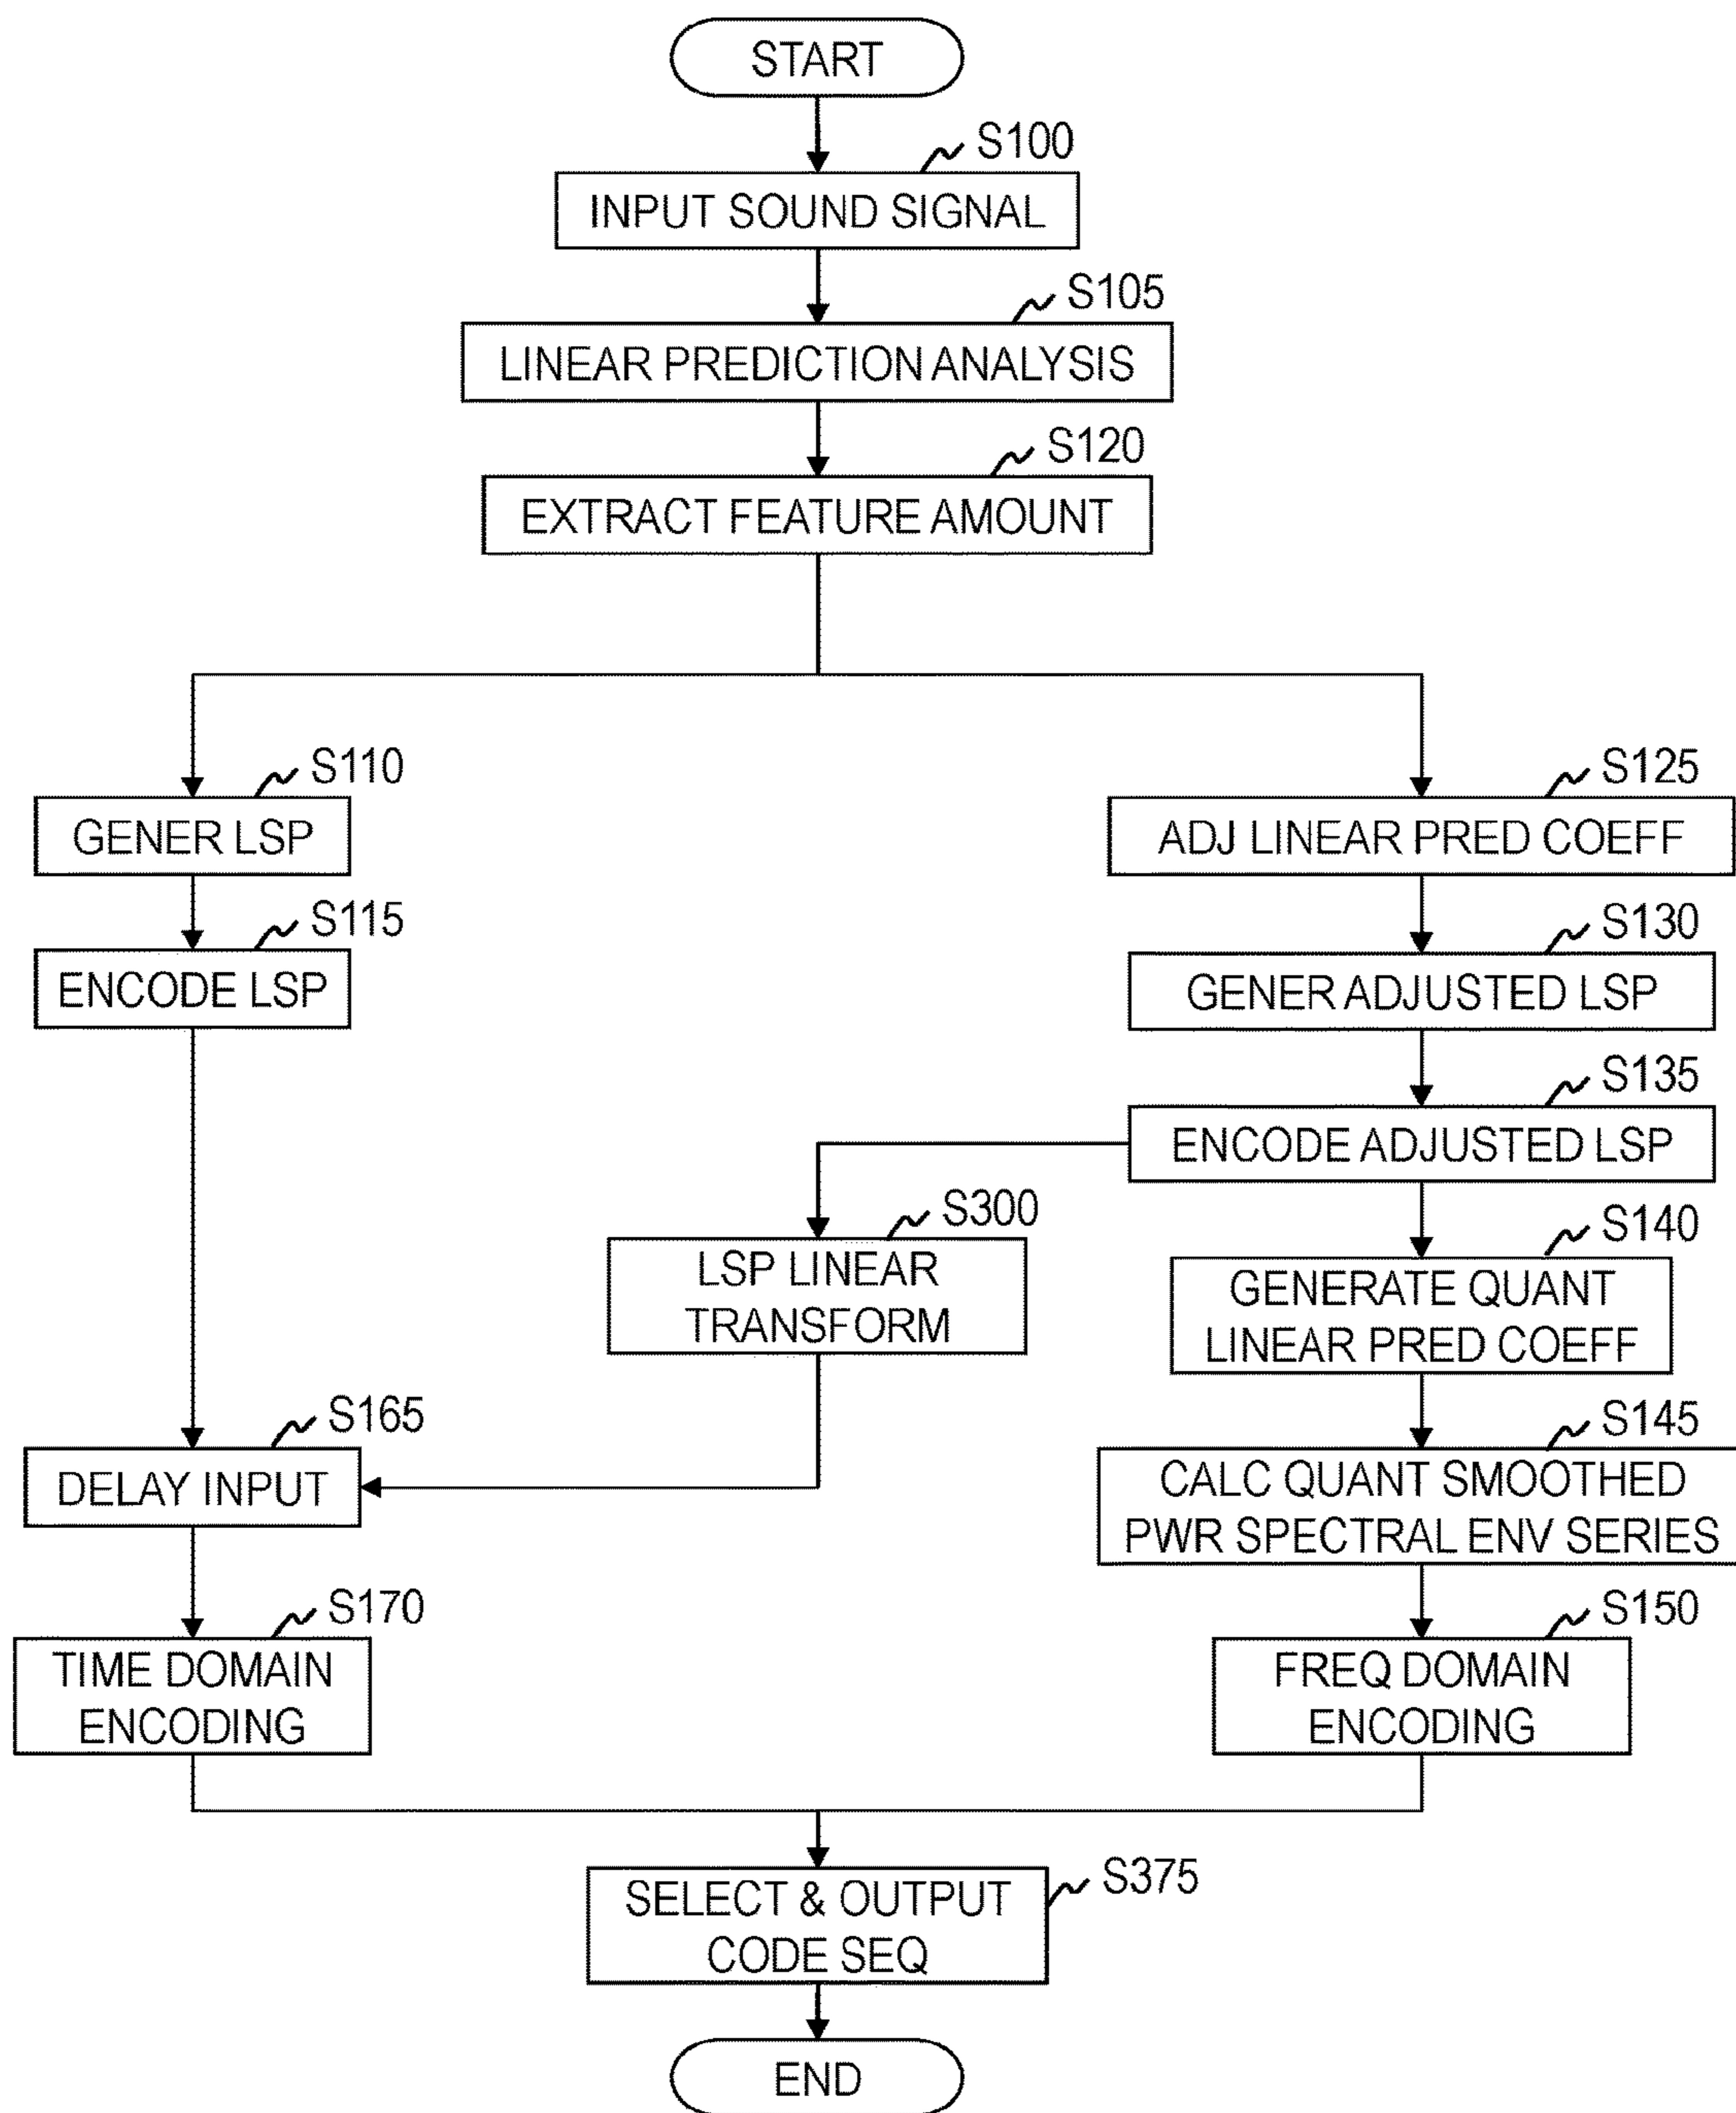 START
S100
INPUT SOUND SIGNAL
S105
LINEAR PREDICTION ANALYSIS
S120
EXTRACT FEATURE AMOUNT
S110
GENER LSP
S115
ENCODE LSP
S125
ADJ LINEAR PRED COEFF
S130
GENER ADJUSTED LSP
S135
ENCODE ADJUSTED LSP
S300
LSP LINEAR
TRANSFORM
S140
GENERATE QUANT
LINEAR PRED COEFF
S165
DELAY INPUT
S145
CALC QUANT SMOOTHED
PWR SPECTRAL ENV SERIES
S170
TIME DOMAIN
ENCODING
S150
FREQ DOMAIN
ENCODING
S375
SELECT & OUTPUT
CODE SEQ
END